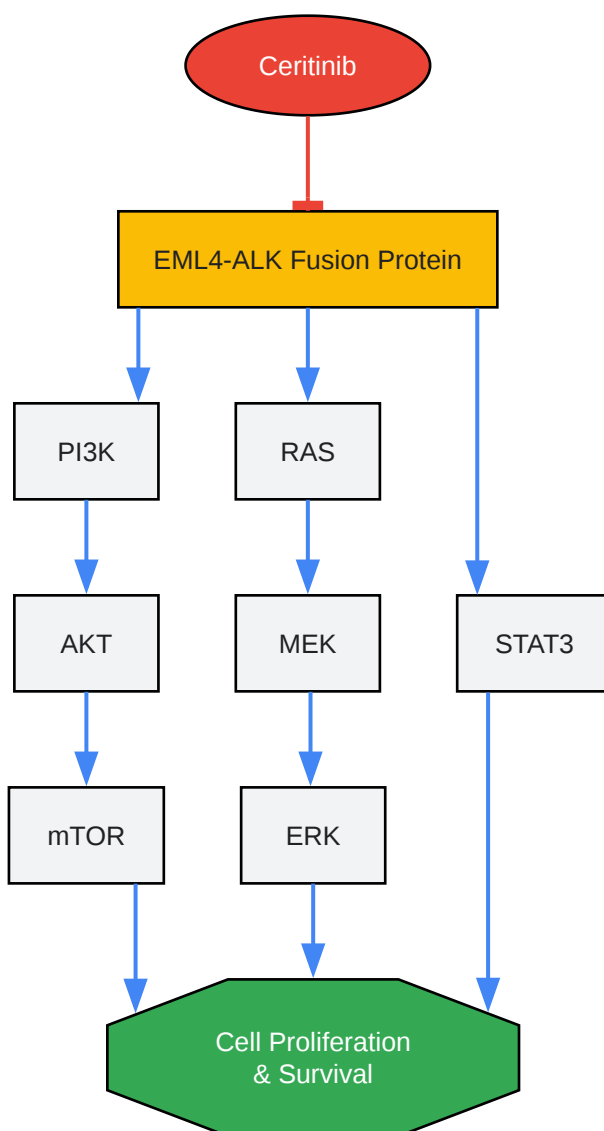 Ceritinib
EML4-ALK Fusion Protein
PI3K
RAS
AKT
MEK
STAT3
mTOR
ERK
Cell Proliferation
& Survival